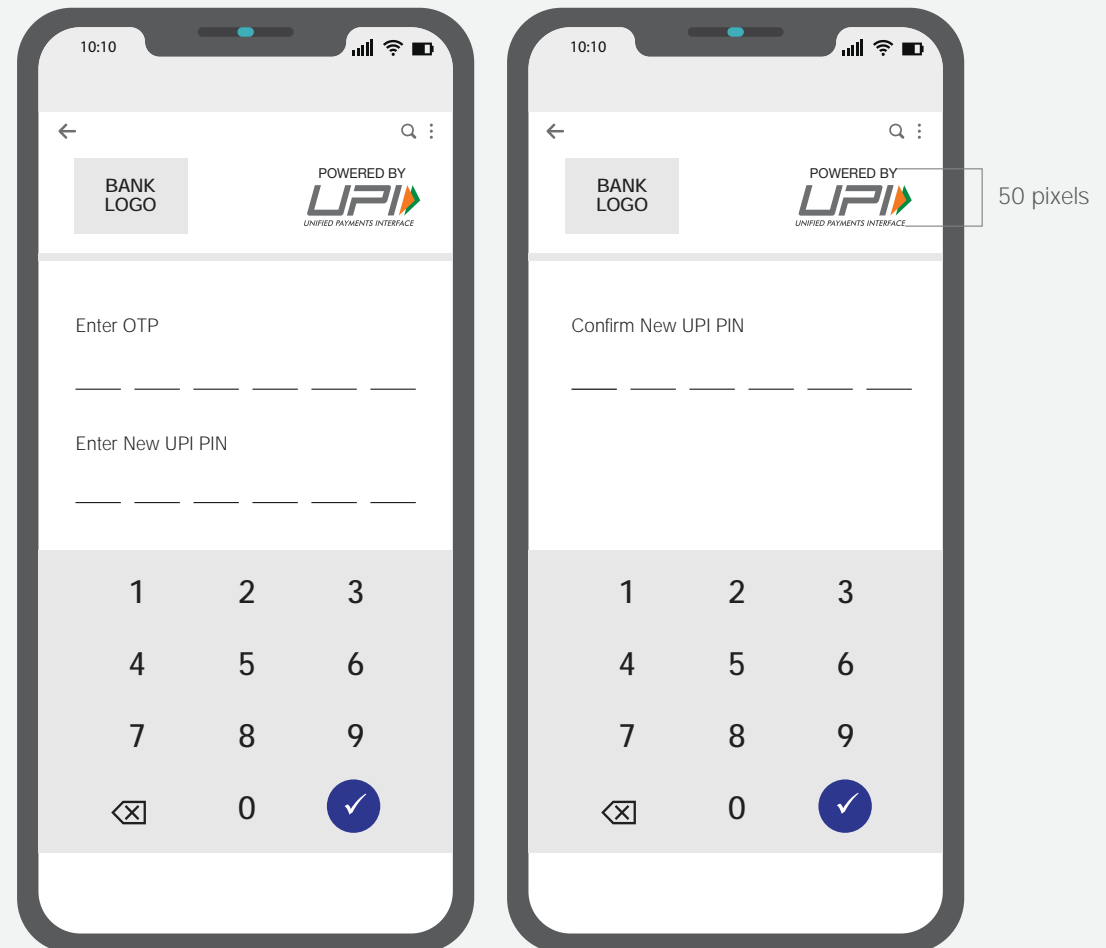 10:10
BANK
LOGO
POWERED BY
UPI
UNIFIED PAYMENTS INTERFACE
Enter OTP
Enter New UPI PIN
1 2 3
4 5 6
7 8 9
0
10:10
BANK
LOGO
POWERED BY
UPI
UNIFIED PAYMENTS INTERFACE
50 pixels
Confirm New UPI PIN
1 2 3
4 5 6
7 8 9
0